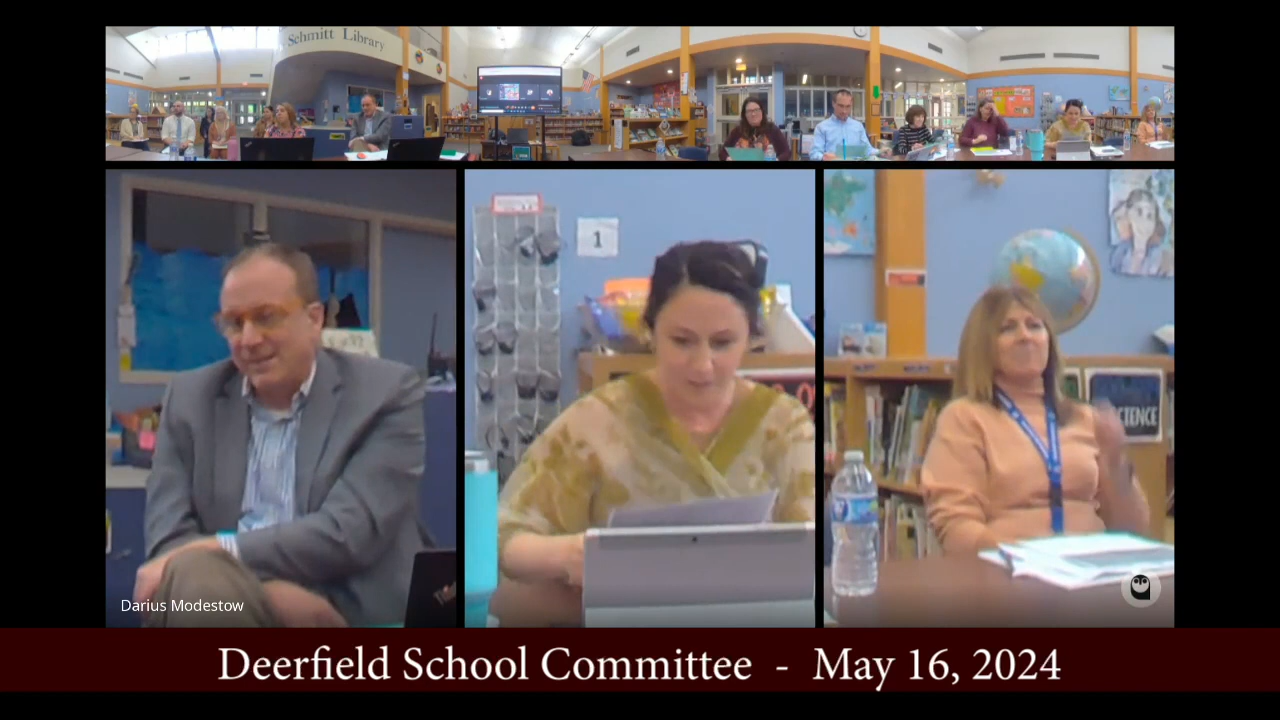 Schmitt Library
1
SCIENCE
Darius Modestow
Deerfield School Committee - May 16, 2024